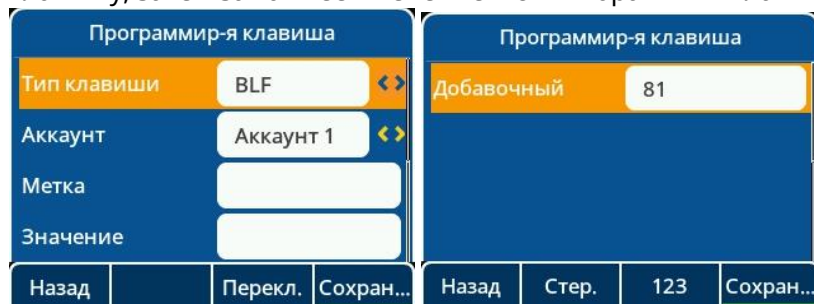 Программир-я клавиша
Тип клавиши BLF
Аккаунт Аккаунт 1
Метка
Значение
Назад Перекл. Сохран...
Программир-я клавиша
Добавочный 81
Назад Стер. 123 Сохран...